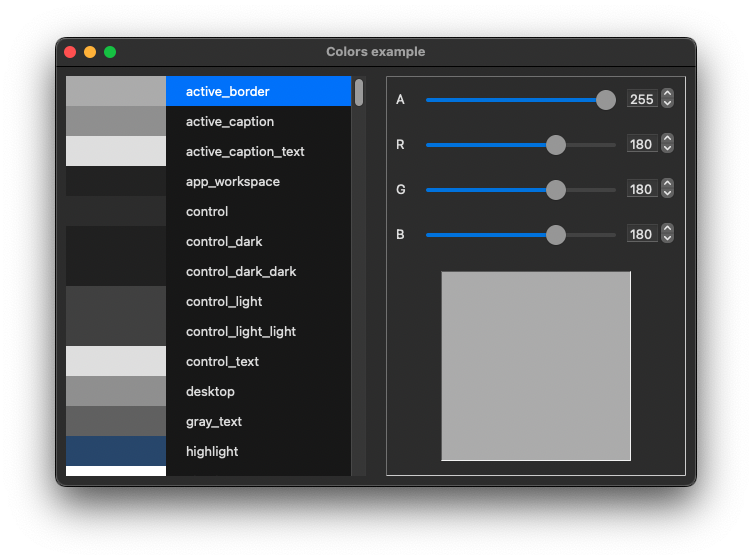 Colors example
active_border
active_caption
active_caption_text
app_workspace
control
control_dark
control_dark_dark
control_light
control_light_light
control_text
desktop
gray_text
highlight
A 255
R 180
G 180
B 180